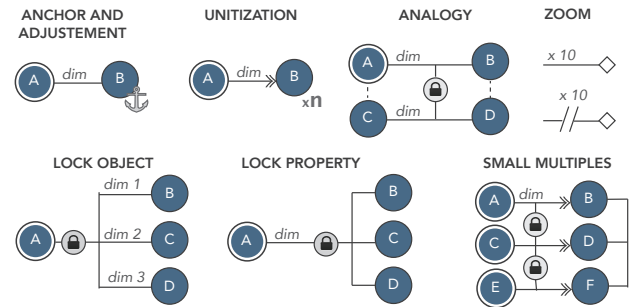 ANCHOR AND
ADJUSTEMENT
A
dim
B
UNITIZATION
A
dim
B
xn
ANALOGY
A
dim
B
C
dim
D
ZOOM
x 10
x 10
LOCK OBJECT
A
dim 1
B
dim 2
C
dim 3
D
LOCK PROPERTY
A
dim
B
C
D
SMALL MULTIPLES
A
dim
B
C
D
E
F